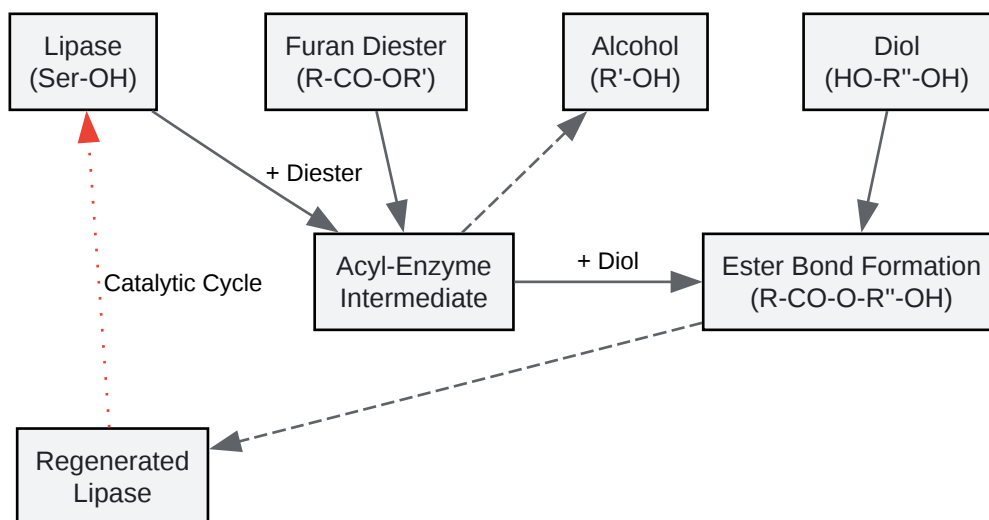 Lipase
(Ser-OH)
Furan Diester
(R-CO-OR')
Alcohol
(R'-OH)
Diol
(HO-R"-OH)
+ Diester
Acyl-Enzyme
Intermediate
+ Diol
Ester Bond Formation
(R-CO-O-R"-OH)
Catalytic Cycle
Regenerated
Lipase